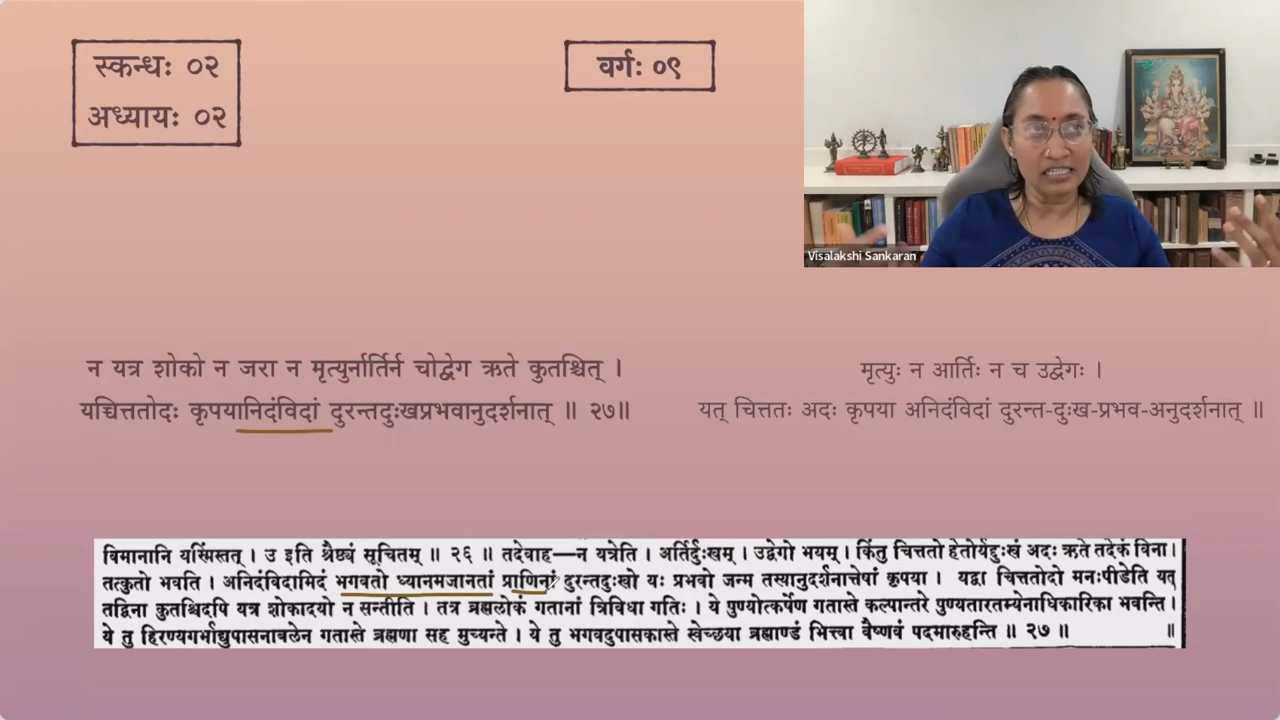 स्कन्धः ०२
अध्यायः ०२
वर्गः ०९
Visalakshi Sankaran
न यत्र शोको न जरा न मृत्युर्नार्तिर्न चोद्वेग ऋते कुतश्चित् ।
यच्चित्ततोदः कृपयानिदंविदां दुरन्तदुःखप्रभवानुदर्शनात् ॥ २७॥
मृत्युः न आर्तिः न च उद्वेगः ।
यत् चित्ततः अदः कृपया अनिदंविदां दुरन्त-दुःख-प्रभव-अनुदर्शनात् ॥
विमानानि यस्मिंस्तत् । उ इति श्रैष्ठ्यं सूचितम् ॥ २६ ॥ तदेवाह—न यत्रेति । अर्तिर्दुःखम् । उद्वेगो भयम् । किंतु चित्ततो हेतोर्यद्दुःखं अदः ऋते तदेकं विना ।
तत्कुतो भवति । अनिदंविदामिदं भगवतो ध्यानमजानतां प्राणिनां दुरन्तदुःखो यः प्रभवो जन्म तस्यानुदर्शनात्तेषां कृपया । यद्वा चित्ततोदो मनःपीडेति यत्
तद्विना कुतश्चिदपि यत्र शोकादयो न सन्तीति । तत्र ब्रह्मलोकं गतानां त्रिविधा गतिः । ये पुण्योत्कर्षेण गतास्ते कल्पान्तरे पुण्यतारतम्येनाधिकारिका भवन्ति ।
ये तु हिरण्यगर्भाद्युपासनाबलेन गतास्ते ब्रह्मणा सह मुच्यन्ते । ये तु भगवदुपासकास्ते स्वेच्छया ब्रह्माण्डं भित्त्वा वैष्णवं पदमारुहन्ति ॥ २७ ॥ ॥